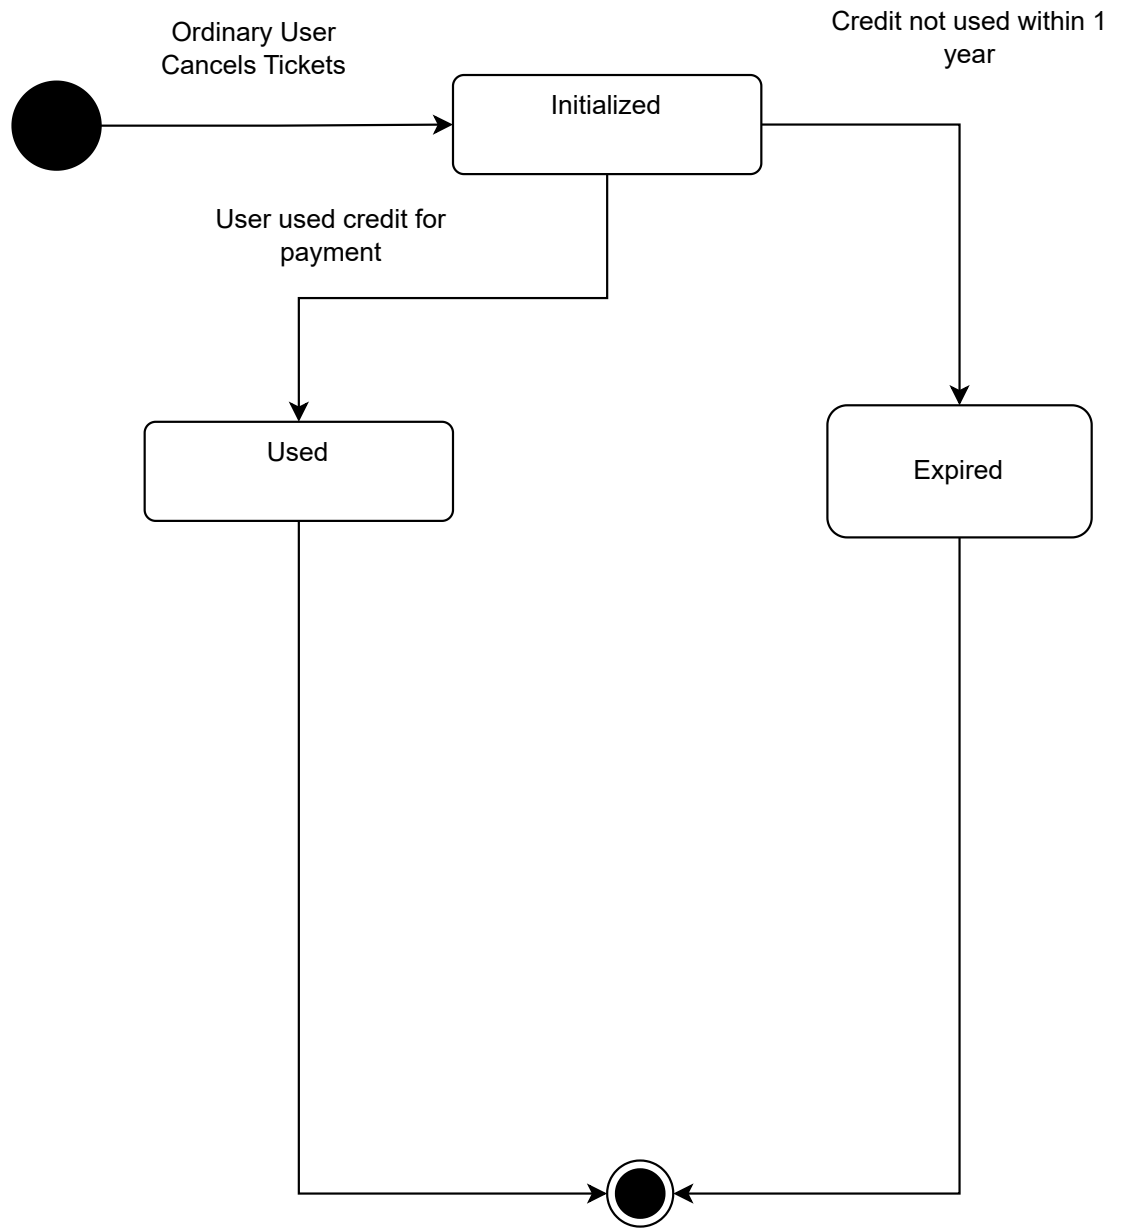 Ordinary User
Cancels Tickets
Credit not used within 1
year
Initialized
User used credit for
payment
Used
Expired